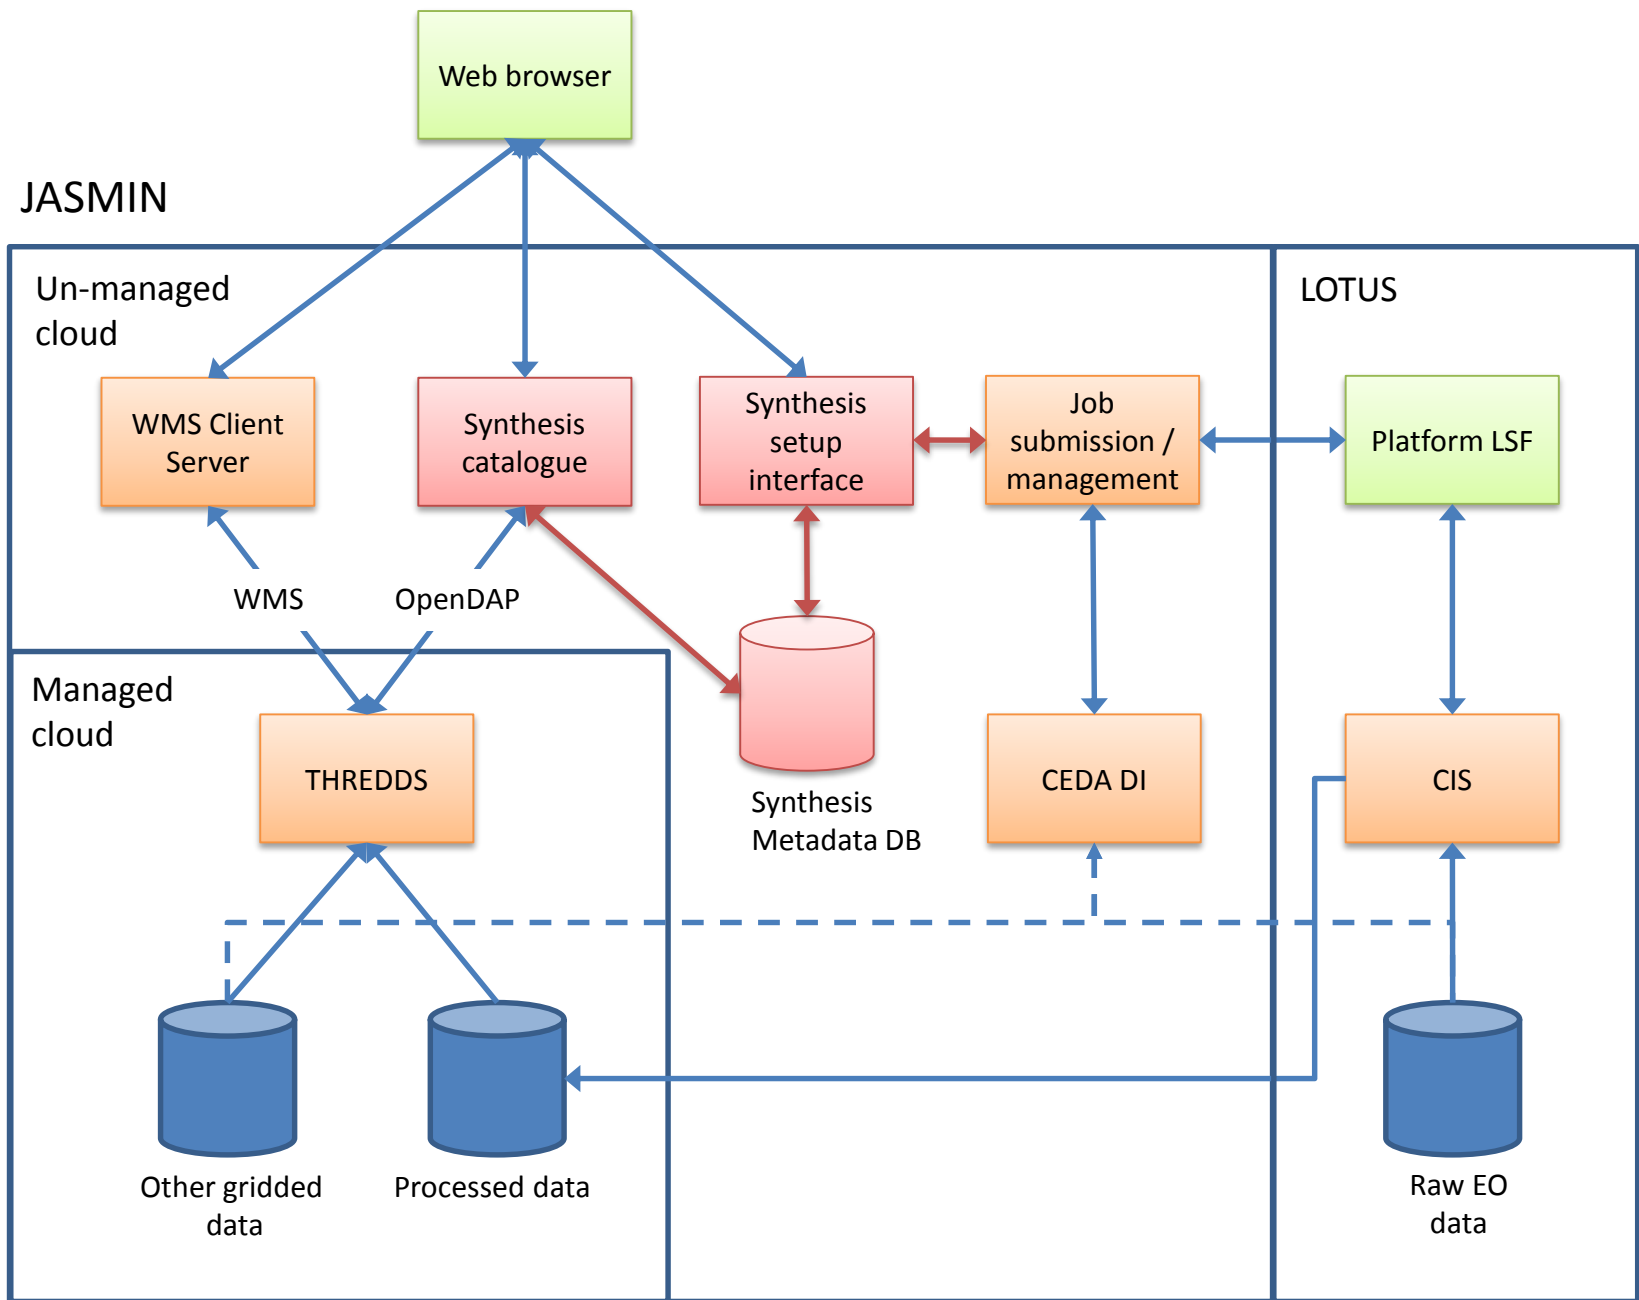 Web browser
JASMIN
Un-managed
cloud
LOTUS
WMS Client
Server
Synthesis
catalogue
Synthesis
setup
interface
Job
submission /
management
Platform LSF
WMS
OpenDAP
Managed
cloud
THREDDS
Synthesis
Metadata DB
CEDA DI
CIS
Other gridded
data
Processed data
Raw EO
data